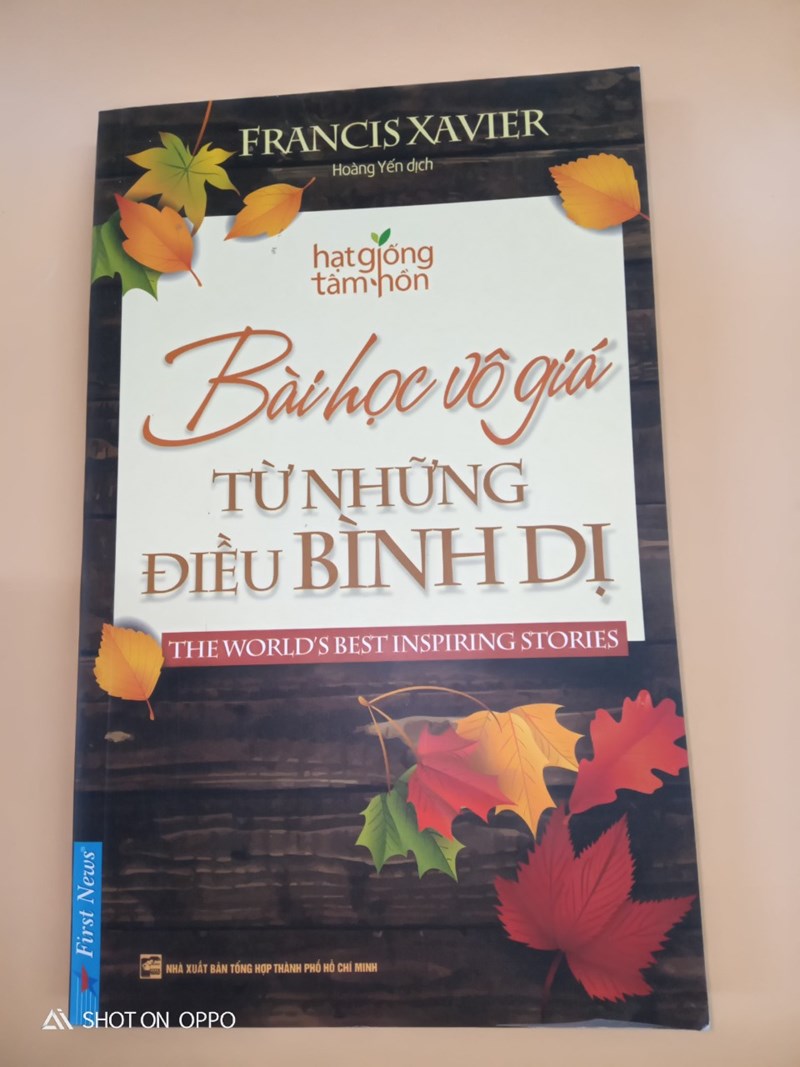 FRANCIS XAVIER
Hoàng Yến dịch
hạt giống
tâm hồn
Bài học vô giá
TỪ NHỮNG
ĐIỀU BÌNH DỊ
THE WORLD'S BEST INSPIRING STORIES
First News®
NHÀ XUẤT BẢN TỔNG HỢP THÀNH PHỐ HỒ CHÍ MINH
SHOT ON OPPO